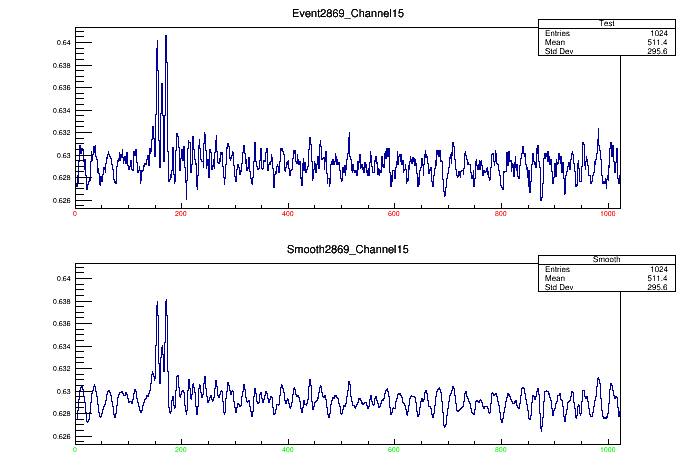 Event2869_Channel15
Test
Entries 1024
Mean 511.4
Std Dev 295.6
0.64
0.638
0.636
0.634
0.632
0.63
0.628
0.626
0 200 400 600 800 1000
Smooth2869_Channel15
Smooth
Entries 1024
Mean 511.4
Std Dev 295.6
0.64
0.638
0.636
0.634
0.632
0.63
0.628
0.626
0 200 400 600 800 1000